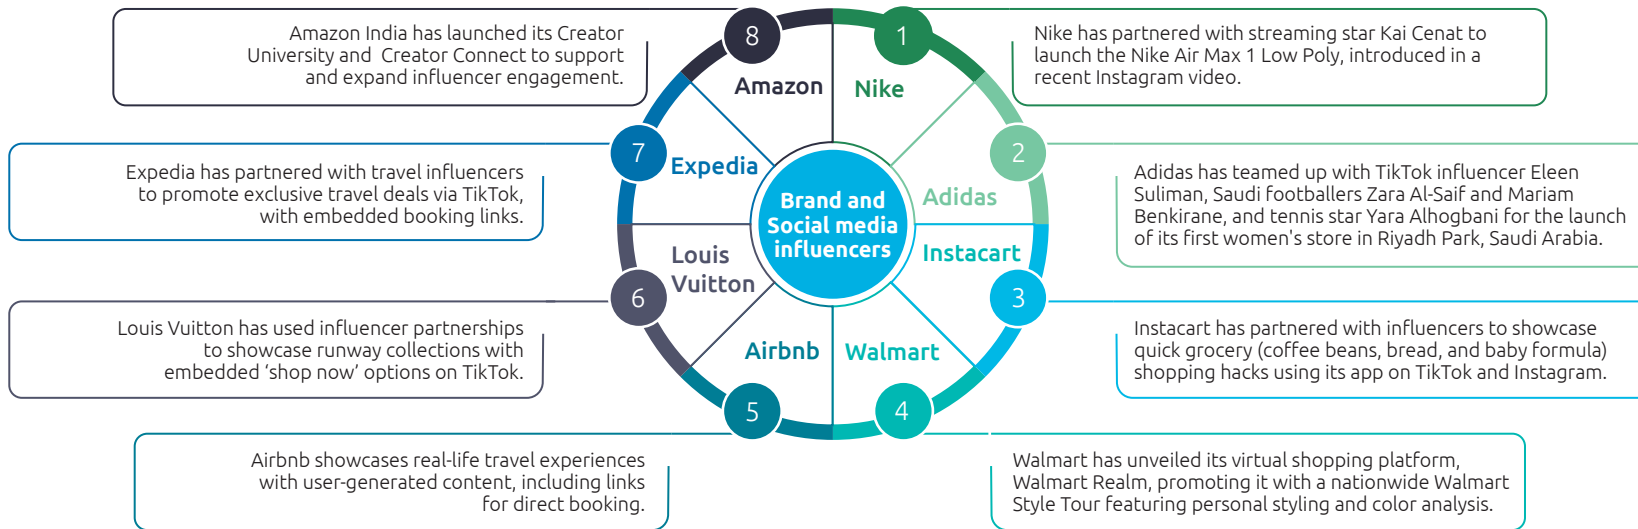 Brand and
Social media
influencers
1
Nike
Nike has partnered with streaming star Kai Cenat to
launch the Nike Air Max 1 Low Poly, introduced in a
recent Instagram video.
2
Adidas
Adidas has teamed up with TikTok influencer Eleen
Suliman, Saudi footballers Zara Al-Saif and Mariam
Benkirane, and tennis star Yara Alhogbani for the launch
of its first women's store in Riyadh Park, Saudi Arabia.
3
Instacart
Instacart has partnered with influencers to showcase
quick grocery (coffee beans, bread, and baby formula)
shopping hacks using its app on TikTok and Instagram.
4
Walmart
Walmart has unveiled its virtual shopping platform,
Walmart Realm, promoting it with a nationwide Walmart
Style Tour featuring personal styling and color analysis.
5
Airbnb
Airbnb showcases real-life travel experiences
with user-generated content, including links
for direct booking.
6
Louis
Vuitton
Louis Vuitton has used influencer partnerships
to showcase runway collections with
embedded ‘shop now’ options on TikTok.
7
Expedia
Expedia has partnered with travel influencers
to promote exclusive travel deals via TikTok,
with embedded booking links.
8
Amazon
Amazon India has launched its Creator
University and Creator Connect to support
and expand influencer engagement.